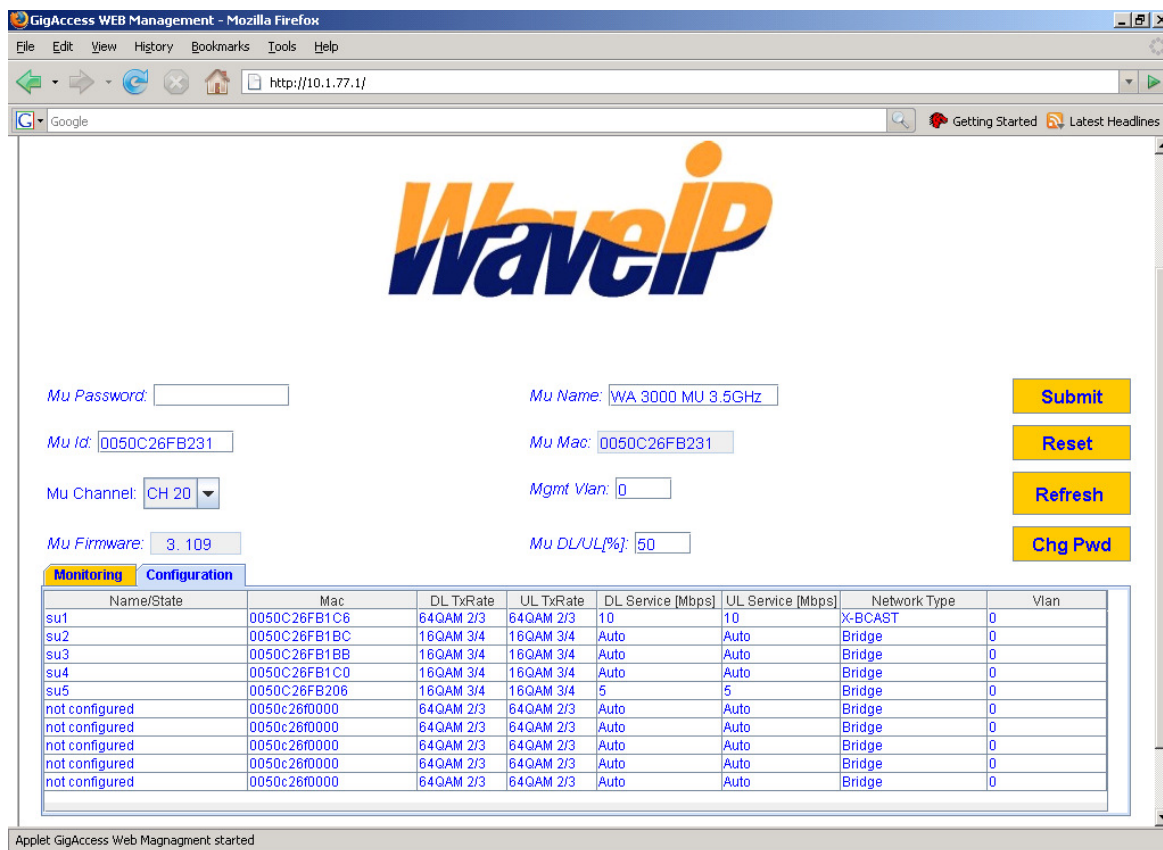 GigAccess WEB Management - Mozilla Firefox
File Edit View History Bookmarks Tools Help
http://10.1.77.1/
G Google Getting Started Latest Headlines
WaveIP
Mu Password: Mu Name: WA 3000 MU 3.5GHz Submit
Mu Id: 0050C26FB231 Mu Mac: 0050C26FB231 Reset
Mu Channel: CH 20 Mgmt Vlan: 0 Refresh
Mu Firmware: 3. 109 Mu DL/UL[%]: 50 Chg Pwd
Monitoring Configuration
Name/State Mac DL TxRate UL TxRate DL Service [Mbps] UL Service [Mbps] Network Type Vlan
su1 0050C26FB1C6 64QAM 2/3 64QAM 2/3 10 10 X-BCAST 0
su2 0050C26FB1BC 16QAM 3/4 16QAM 3/4 Auto Auto Bridge 0
su3 0050C26FB1BB 16QAM 3/4 16QAM 3/4 Auto Auto Bridge 0
su4 0050C26FB1C0 16QAM 3/4 16QAM 3/4 Auto Auto Bridge 0
su5 0050C26FB206 16QAM 3/4 16QAM 3/4 5 5 Bridge 0
not configured 0050c26f0000 64QAM 2/3 64QAM 2/3 Auto Auto Bridge 0
not configured 0050c26f0000 64QAM 2/3 64QAM 2/3 Auto Auto Bridge 0
not configured 0050c26f0000 64QAM 2/3 64QAM 2/3 Auto Auto Bridge 0
not configured 0050c26f0000 64QAM 2/3 64QAM 2/3 Auto Auto Bridge 0
not configured 0050c26f0000 64QAM 2/3 64QAM 2/3 Auto Auto Bridge 0
Applet GigAccess Web Magnagment started